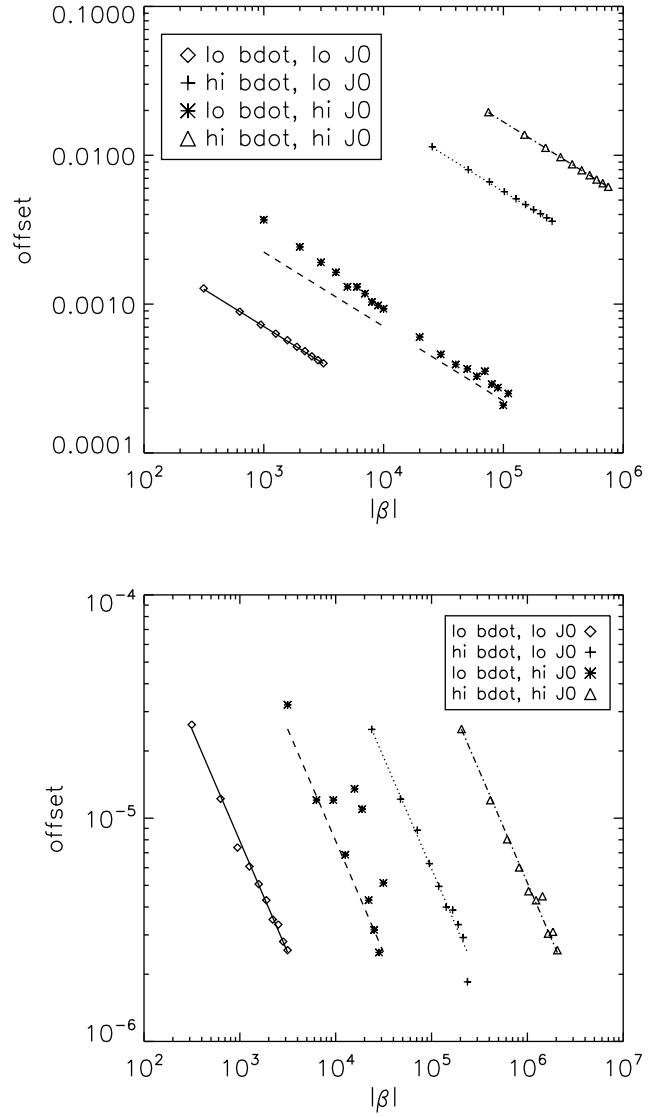 0.1000
lo bdot, lo J0
hi bdot, lo J0
lo bdot, hi J0
hi bdot, hi J0
0.0100
offset
0.0010
0.0001
10^2 10^3 10^4 10^5 10^6
|β|
10^-4
lo bdot, lo J0
hi bdot, lo J0
lo bdot, hi J0
hi bdot, hi J0
10^-5
offset
10^-6
10^2 10^3 10^4 10^5 10^6 10^7
|β|